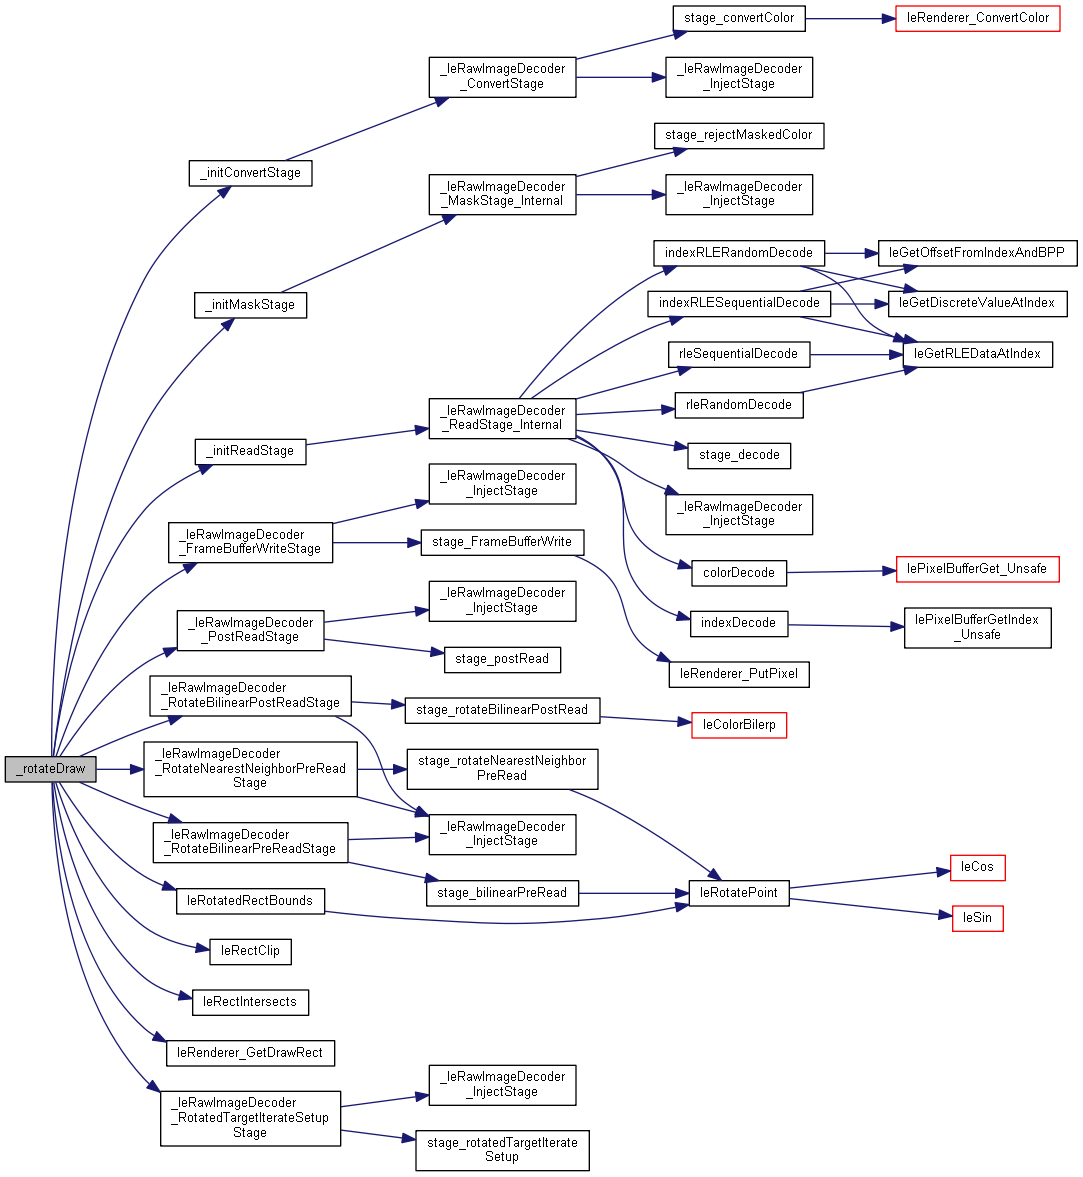 stage_convertColor
leRenderer_ConvertColor
_leRawImageDecoder
_ConvertStage
_leRawImageDecoder
_InjectStage
stage_rejectMaskedColor
_initConvertStage
_leRawImageDecoder
_MaskStage_Internal
_leRawImageDecoder
_InjectStage
indexRLERandomDecode
leGetOffsetFromIndexAndBPP
_initMaskStage
indexRLESequentialDecode
leGetDiscreteValueAtIndex
rleSequentialDecode
leGetRLEDataAtIndex
rleRandomDecode
_leRawImageDecoder
_ReadStage_Internal
_initReadStage
stage_decode
_leRawImageDecoder
_InjectStage
_leRawImageDecoder
_InjectStage
_leRawImageDecoder
_FrameBufferWriteStage
stage_FrameBufferWrite
colorDecode
lePixelBufferGet_Unsafe
_leRawImageDecoder
_InjectStage
indexDecode
lePixelBufferGetIndex
_Unsafe
_leRawImageDecoder
_PostReadStage
stage_postRead
leRenderer_PutPixel
_leRawImageDecoder
_RotateBilinearPostReadStage
stage_rotateBilinearPostRead
leColorBilerp
_rotateDraw
_leRawImageDecoder
_RotateNearestNeighborPreRead
Stage
stage_rotateNearestNeighbor
PreRead
_leRawImageDecoder
_RotateBilinearPreReadStage
_leRawImageDecoder
_InjectStage
leCos
leRotatedRectBounds
stage_bilinearPreRead
leRotatePoint
leSin
leRectClip
leRectIntersects
leRenderer_GetDrawRect
_leRawImageDecoder
_RotatedTargetIterateSetup
Stage
_leRawImageDecoder
_InjectStage
stage_rotatedTargetIterate
Setup